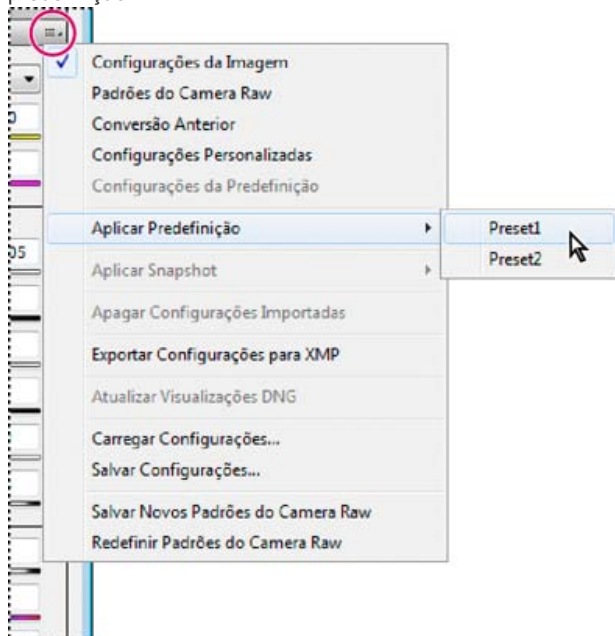 Configurações da Imagem
Padrões do Camera Raw
Conversão Anterior
Configurações Personalizadas
Configurações da Predefinição
Aplicar Predefinição
Preset1
Preset2
Aplicar Snapshot
Apagar Configurações Importadas
Exportar Configurações para XMP
Atualizar Visualizações DNG
Carregar Configurações...
Salvar Configurações...
Salvar Novos Padrões do Camera Raw
Redefinir Padrões do Camera Raw